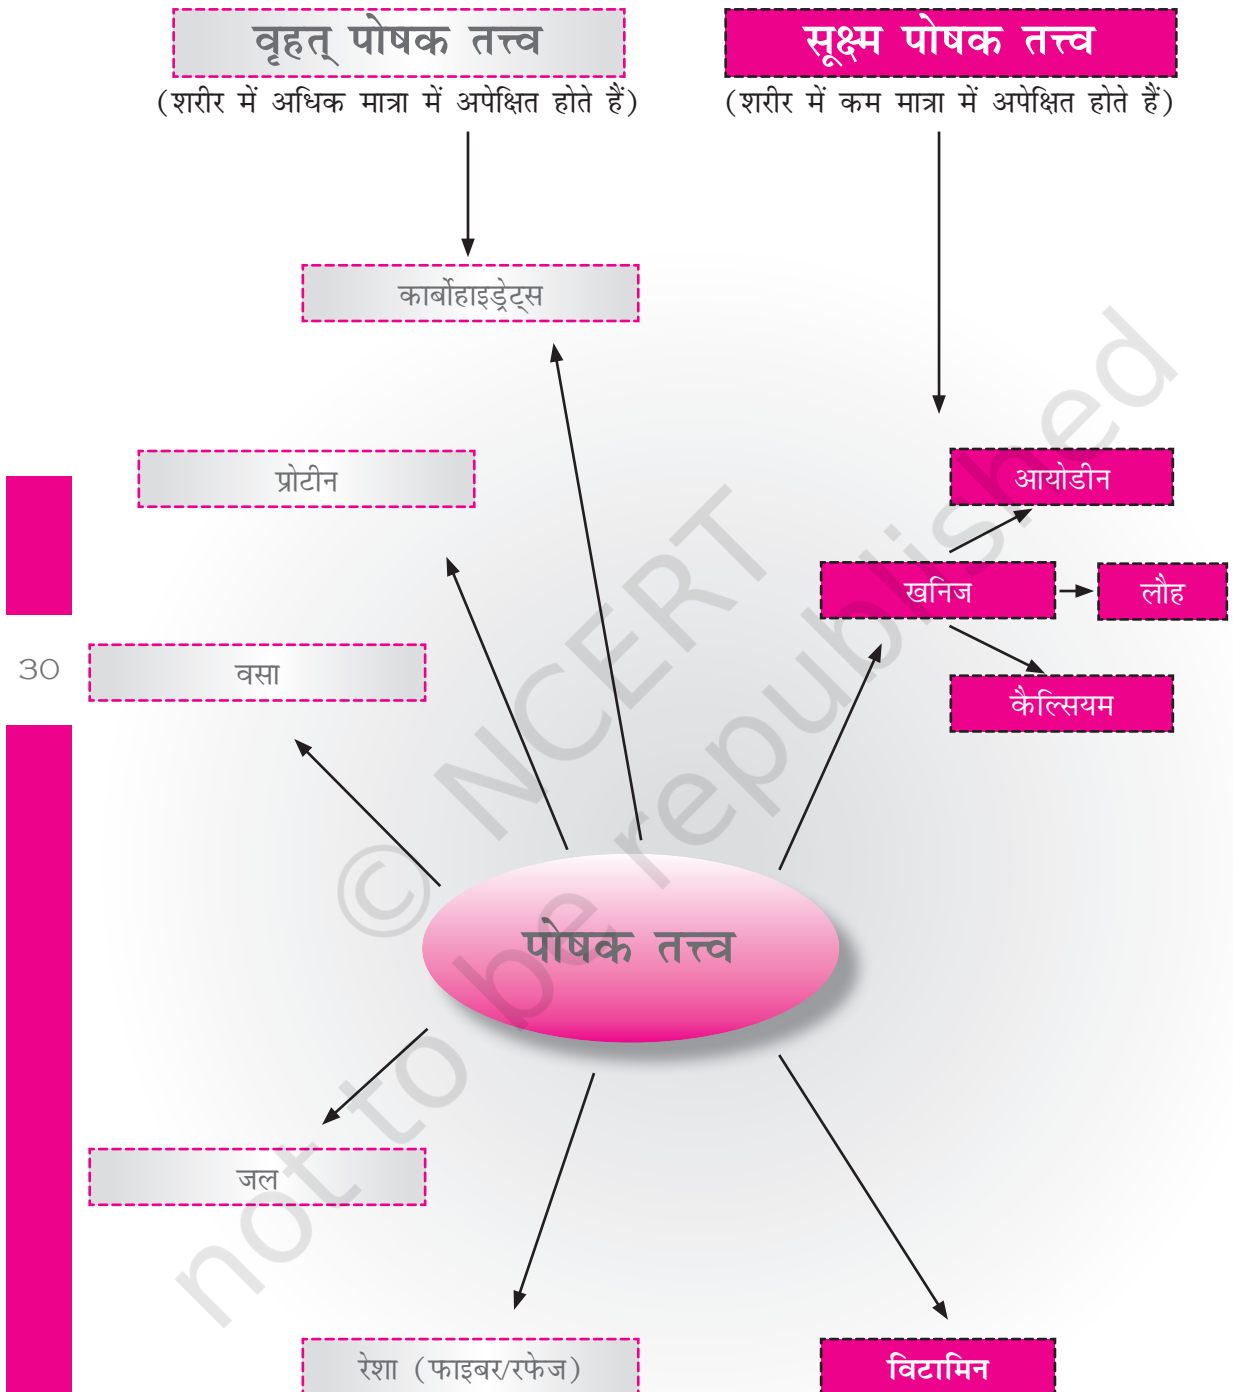 वृहत् पोषक तत्त्व
(शरीर में अधिक मात्रा में अपेक्षित होते हैं)
सूक्ष्म पोषक तत्त्व
(शरीर में कम मात्रा में अपेक्षित होते हैं)
कार्बोहाइड्रेट्स
प्रोटीन
आयोडीन
खनिज
लौह
30
वसा
कैल्सियम
पोषक तत्त्व
जल
रेशा (फाइबर/रफेज)
विटामिन
© NCERT
not to be republished